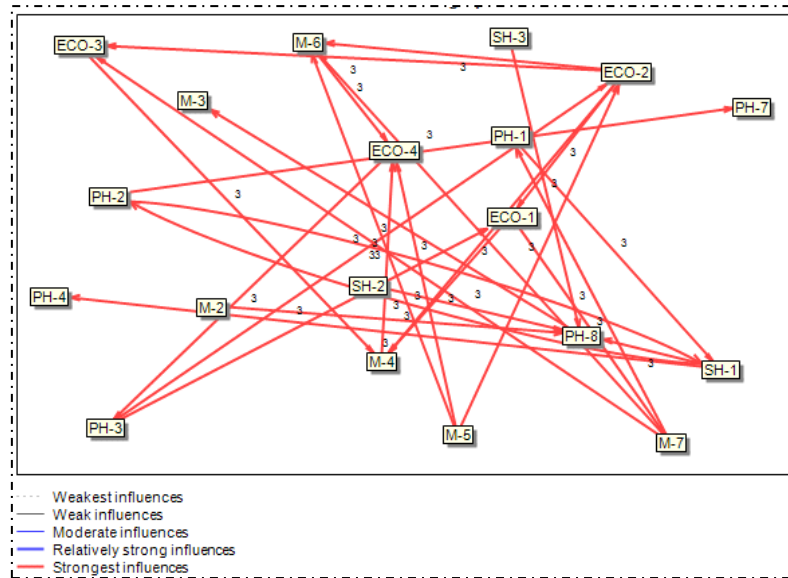 ECO-3
M-6
SH-3
ECO-2
3
3
3
M-3
PH-7
3
PH-1
ECO-4
3
3
PH-2
3
ECO-1
3
3
3
3
3
3
33
SH-2
PH-4
M-2
3
3
3
3
3
3
3
3
3
PH-8
3
M-4
3
SH-1
PH-3
M-5
M-7
Weakest influences
Weak influences
Moderate influences
Relatively strong influences
Strongest influences